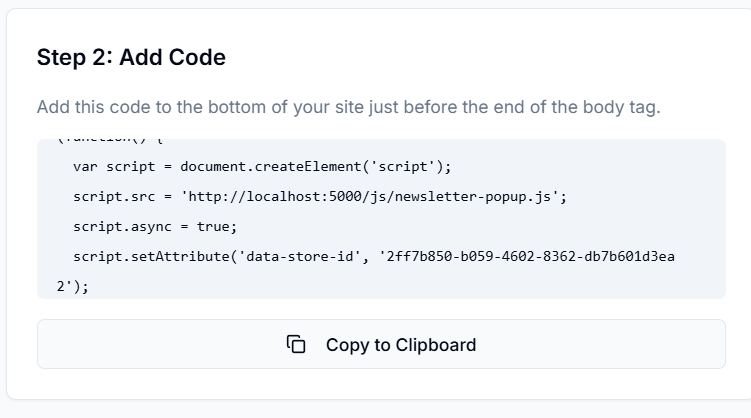 Step 2: Add Code
Add this code to the bottom of your site just before the end of the body tag.
(function() {
var script = document.createElement('script');
script.src = 'http://localhost:5000/js/newsletter-popup.js';
script.async = true;
script.setAttribute('data-store-id', '2ff7b850-b059-4602-8362-db7b601d3ea
2');
Copy to Clipboard